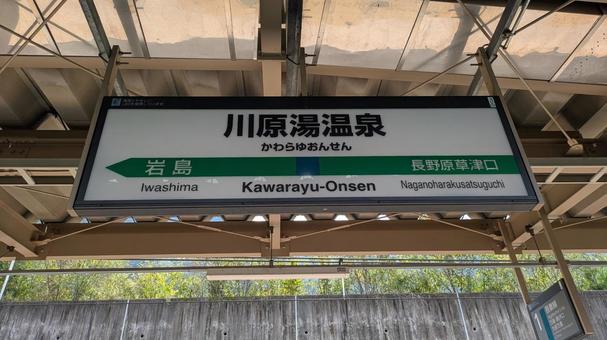 川原湯温泉
かわらゆおんせん
岩島 長野原草津口
Iwashima Kawarayu-Onsen Naganoharakusatsuguchi